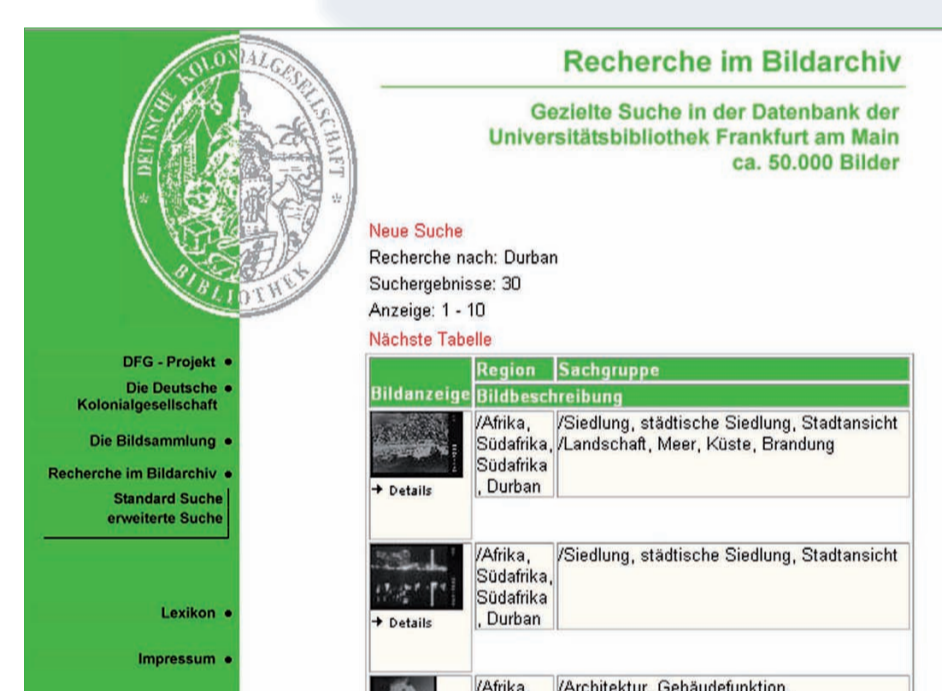 DEUTSCHE KOLONIALGESELLSCHAFT
BIBLIOTHEK
Recherche im Bildarchiv
Gezielte Suche in der Datenbank der
Universitätsbibliothek Frankfurt am Main
ca. 50.000 Bilder
Neue Suche
Recherche nach: Durban
Suchergebnisse: 30
Anzeige: 1 - 10
Nächste Tabelle
DFG - Projekt
Die Deutsche
Kolonialgesellschaft
Die Bildsammlung
Recherche im Bildarchiv
Standard Suche
erweiterte Suche
Lexikon
Impressum
Bildanzeige
Region
Sachgruppe
Bildbeschreibung
→ Details
/Afrika,
Südafrika,
Südafrika
, Durban
/Siedlung, städtische Siedlung, Stadtansicht
/Landschaft, Meer, Küste, Brandung
→ Details
/Afrika,
Südafrika,
Südafrika
, Durban
/Siedlung, städtische Siedlung, Stadtansicht
/Afrika,
/Architektur, Gebäudefunktion